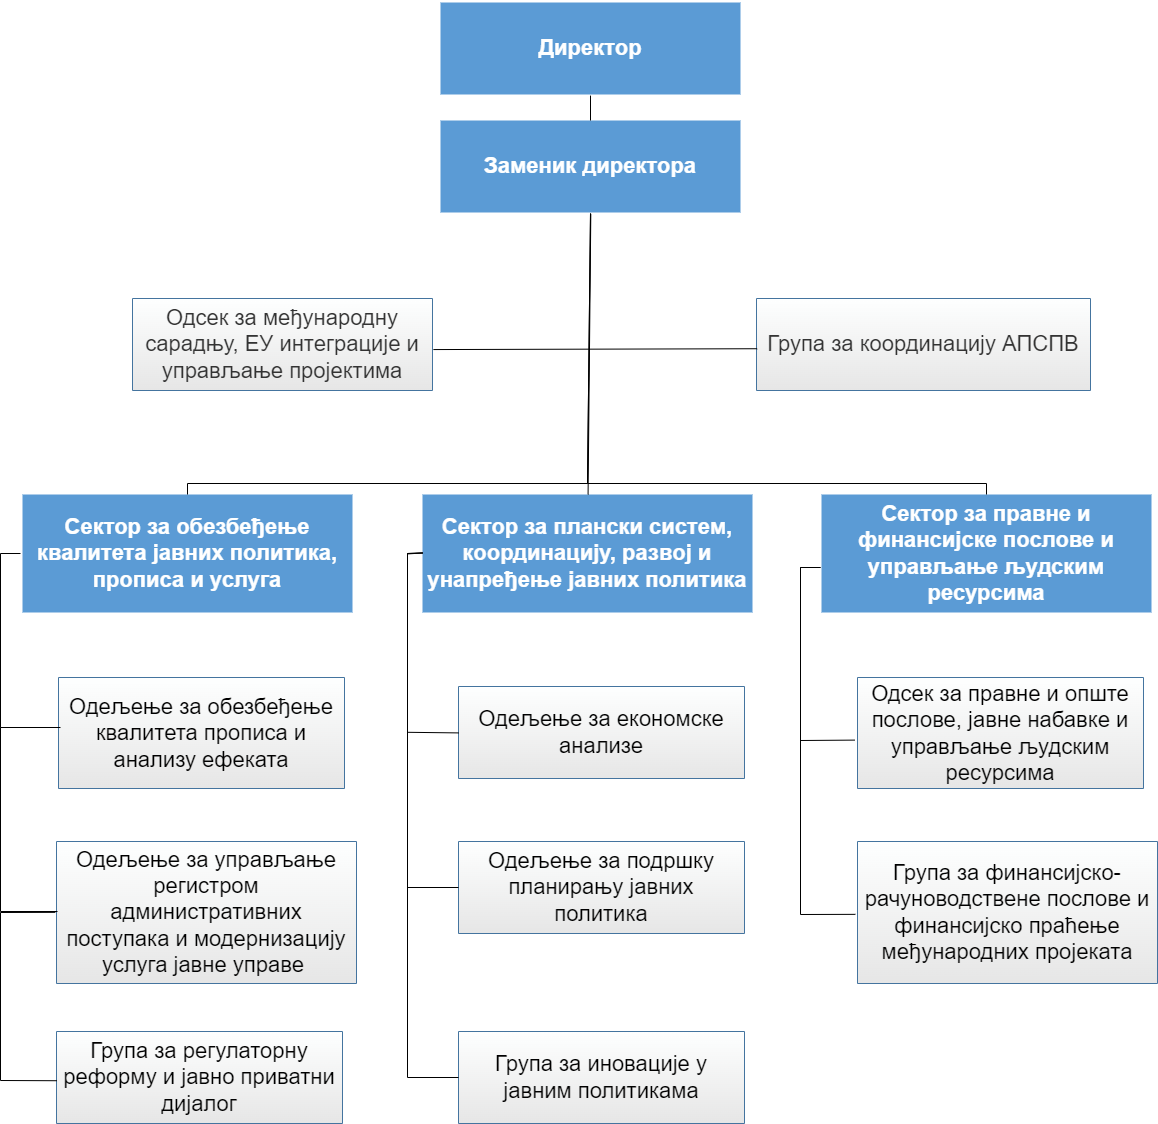 Директор
Заменик директора
Одсек за међународну
сарадњу, ЕУ интеграције и
управљање пројектима
Група за координацију АПСПВ
Сектор за обезбеђење
квалитета јавних политика,
прописа и услуга
Сектор за плански систем,
координацију, развој и
унапређење јавних политика
Сектор за правне и
финансијске послове и
управљање људским
ресурсима
Одељење за обезбеђење
квалитета прописа и
анализу ефеката
Одељење за економске
анализе
Одсек за правне и опште
послове, јавне набавке и
управљање људским
ресурсима
Одељење за управљање
регистром
административних
поступака и модернизацију
услуга јавне управе
Одељење за подршку
планирању јавних
политика
Група за финансијско-
рачуноводствене послове и
финансијско праћење
међународних пројеката
Група за регулаторну
реформу и јавно приватни
дијалог
Група за иновације у
јавним политикама